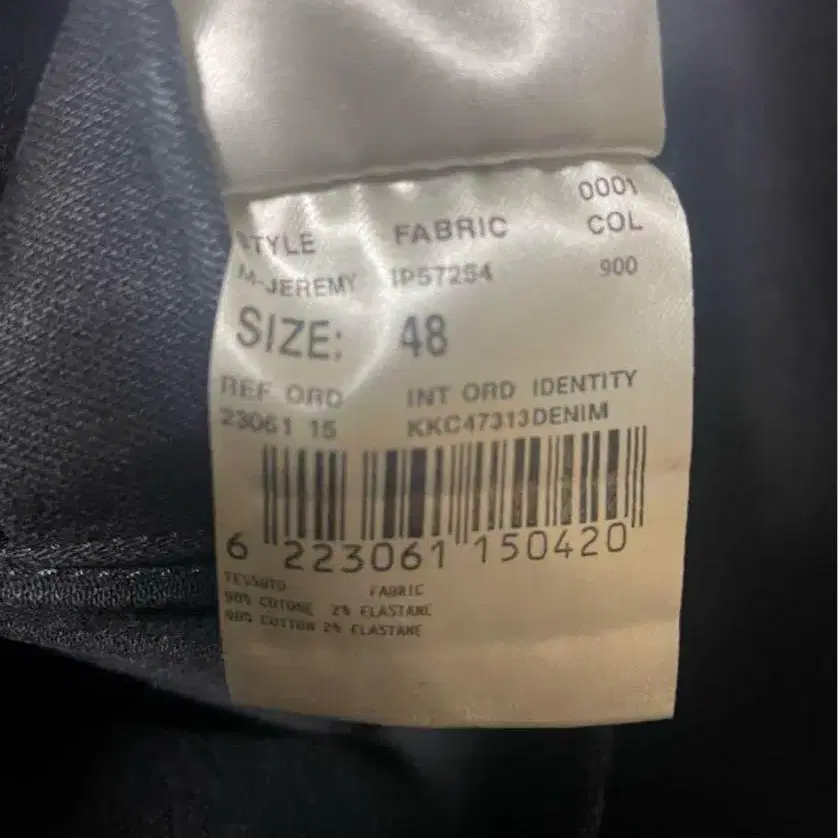 0001
STYLE FABRIC COL
M-JEREMY IP57254 900
SIZE: 48
REF ORD INT ORD IDENTITY
23061 15 KKC47313DENIM
6 223061 150420
TESSUTO FABRIC
98% COTONE 2% ELASTANE
98% COTTON 2% ELASTANE